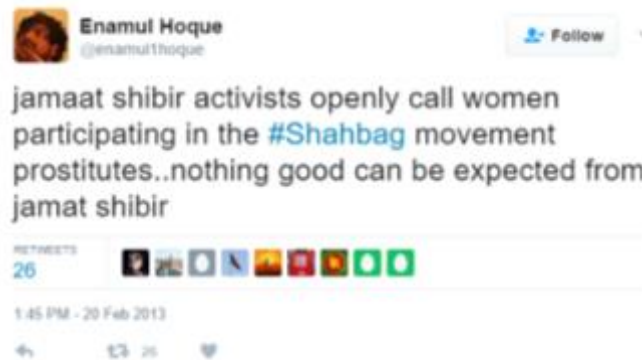 Enamul Hoque
@enamul1hoque
Follow
jamaat shibir activists openly call women
participating in the #Shahbag movement
prostitutes..nothing good can be expected from
jamat shibir
RETWEETS
26
1:45 PM - 20 Feb 2013
26